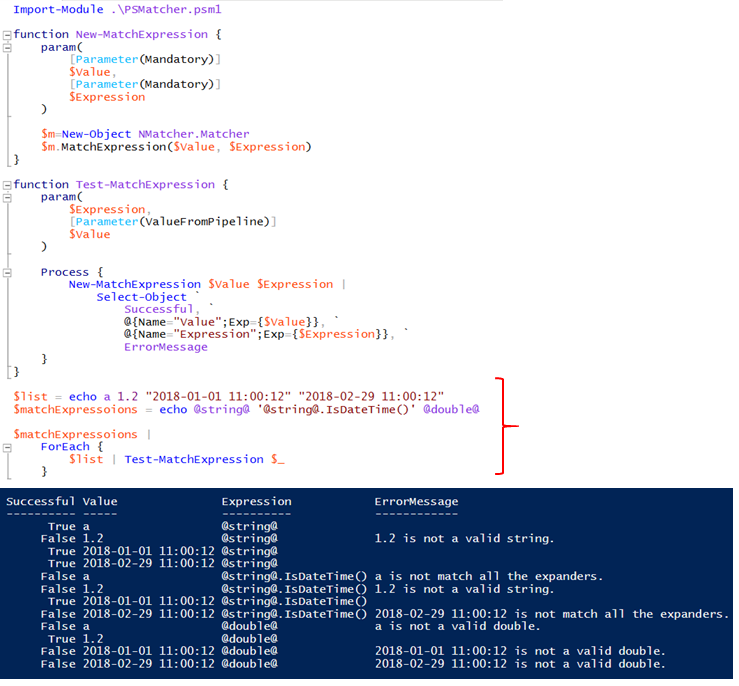 Import-Module .\PSMatcher.psm1
function New-MatchExpression {
param(
[Parameter(Mandatory)]
$Value,
[Parameter(Mandatory)]
$Expression
)
$m=New-Object NMatcher.Matcher
$m.MatchExpression($Value, $Expression)
}
function Test-MatchExpression {
param(
$Expression,
[Parameter(ValueFromPipeline)]
$Value
)
Process {
New-MatchExpression $Value $Expression |
Select-Object `
Successful, `
@{Name="Value";Exp={$Value}}, `
@{Name="Expression";Exp={$Expression}}, `
ErrorMessage
}
}
$list = echo a 1.2 "2018-01-01 11:00:12" "2018-02-29 11:00:12"
$matchExpressoions = echo @string@ '@string@.IsDateTime()' @double@
$matchExpressoions |
ForEach {
$list | Test-MatchExpression $_
}
Successful Value Expression ErrorMessage
---------- ----- ---------- ------------
True a @string@
False 1.2 @string@ 1.2 is not a valid string.
True 2018-01-01 11:00:12 @string@
True 2018-02-29 11:00:12 @string@
False a @string@.IsDateTime() a is not match all the expanders.
False 1.2 @string@.IsDateTime() 1.2 is not a valid string.
True 2018-01-01 11:00:12 @string@.IsDateTime()
False 2018-02-29 11:00:12 @string@.IsDateTime() 2018-02-29 11:00:12 is not match all the expanders.
False a @double@ a is not a valid double.
True 1.2 @double@
False 2018-01-01 11:00:12 @double@ 2018-01-01 11:00:12 is not a valid double.
False 2018-02-29 11:00:12 @double@ 2018-02-29 11:00:12 is not a valid double.